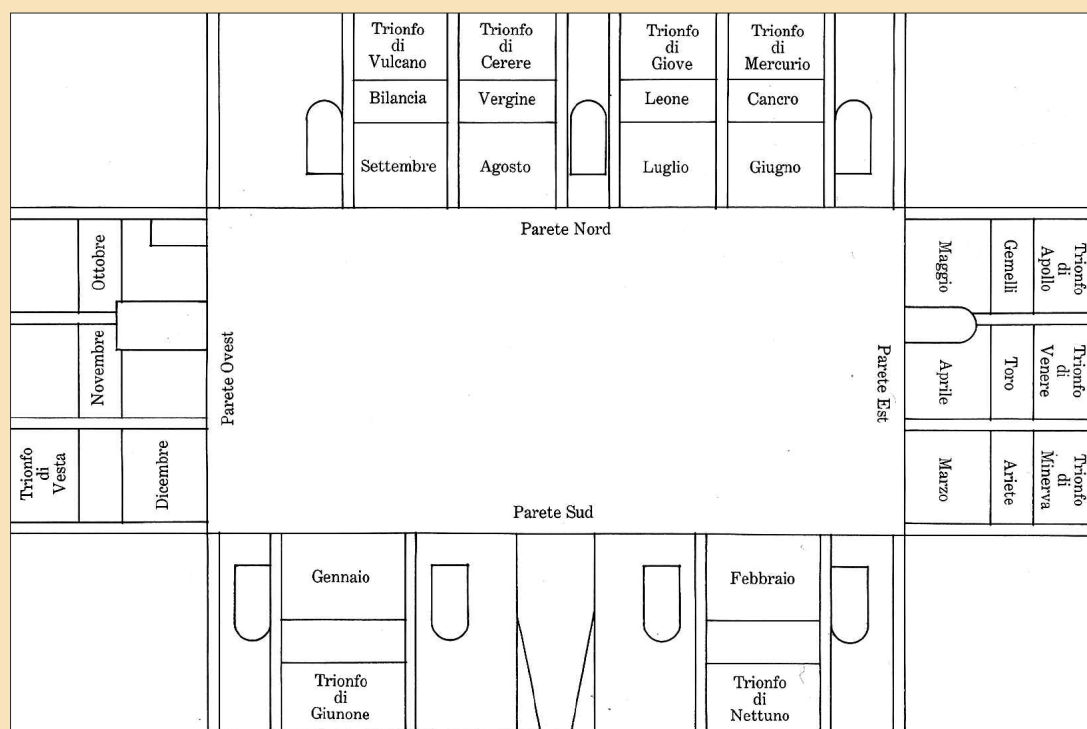 Trionfo
di
Vulcano
Trionfo
di
Cerere
Trionfo
di
Giove
Trionfo
di
Mercurio
Bilancia
Vergine
Leone
Cancro
Settembre
Agosto
Luglio
Giugno
Parete Nord
Ottobre
Novembre
Dicembre
Trionfo
di
Vesta
Parete Ovest
Parete Est
Maggio
Gemelli
Trionfo
di
Apollo
Aprile
Toro
Trionfo
di
Venere
Marzo
Ariete
Trionfo
di
Minerva
Parete Sud
Gennaio
Febbraio
Trionfo
di
Giunone
Trionfo
di
Nettuno